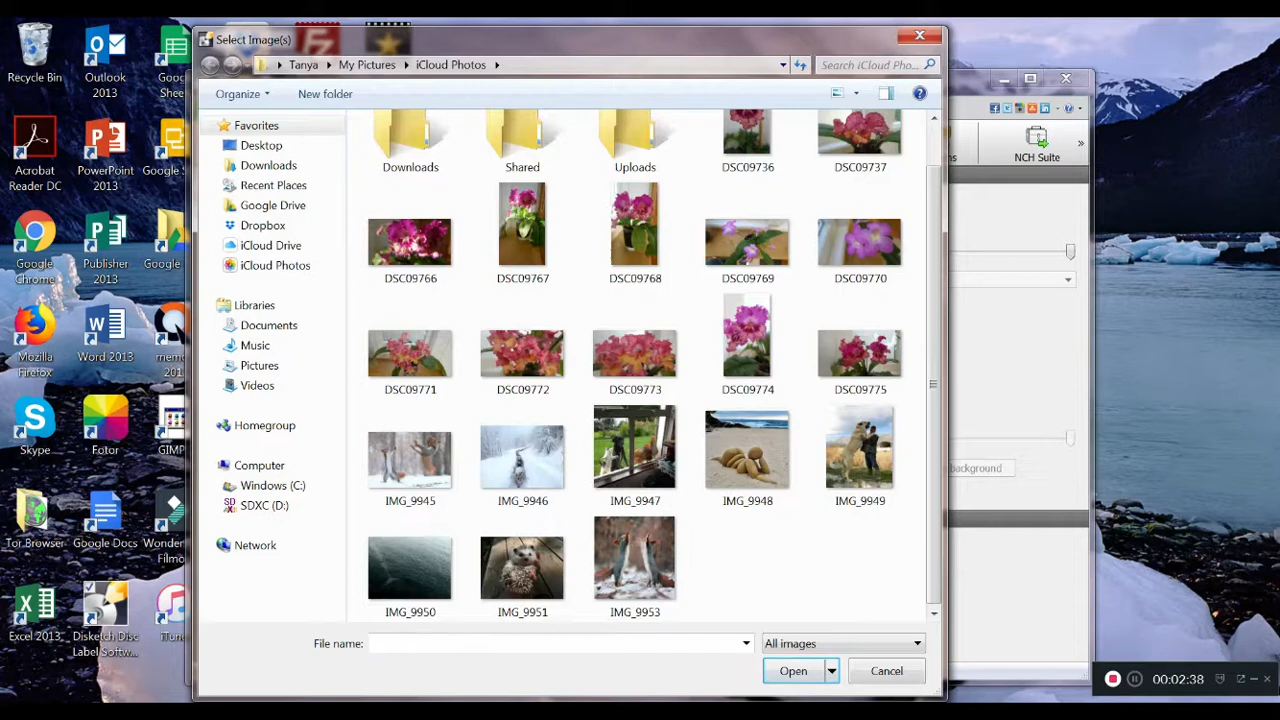 Select Image(s)
Tanya
My Pictures
iCloud Photos
Search iCloud Pho...
Organize
New folder
Favorites
Desktop
Downloads
Recent Places
Google Drive
Dropbox
iCloud Drive
iCloud Photos
Libraries
Documents
Music
Pictures
Videos
Homegroup
Computer
Windows (C:)
SDXC (D:)
Network
Downloads
Shared
Uploads
DSC09736
DSC09737
DSC09766
DSC09767
DSC09768
DSC09769
DSC09770
DSC09771
DSC09772
DSC09773
DSC09774
DSC09775
IMG_9945
IMG_9946
IMG_9947
IMG_9948
IMG_9949
IMG_9950
IMG_9951
IMG_9953
File name:
All images
Open
Cancel
Recycle Bin
Outlook 2013
Acrobat Reader DC
PowerPoint 2013
Google Chrome
Publisher 2013
Mozilla Firefox
Word 2013
Skype
Fotor
GIMP
Tor Browser
Google Docs
Excel 2013
Disketch Disc Label Softw...
NCH Suite
background
00:02:38